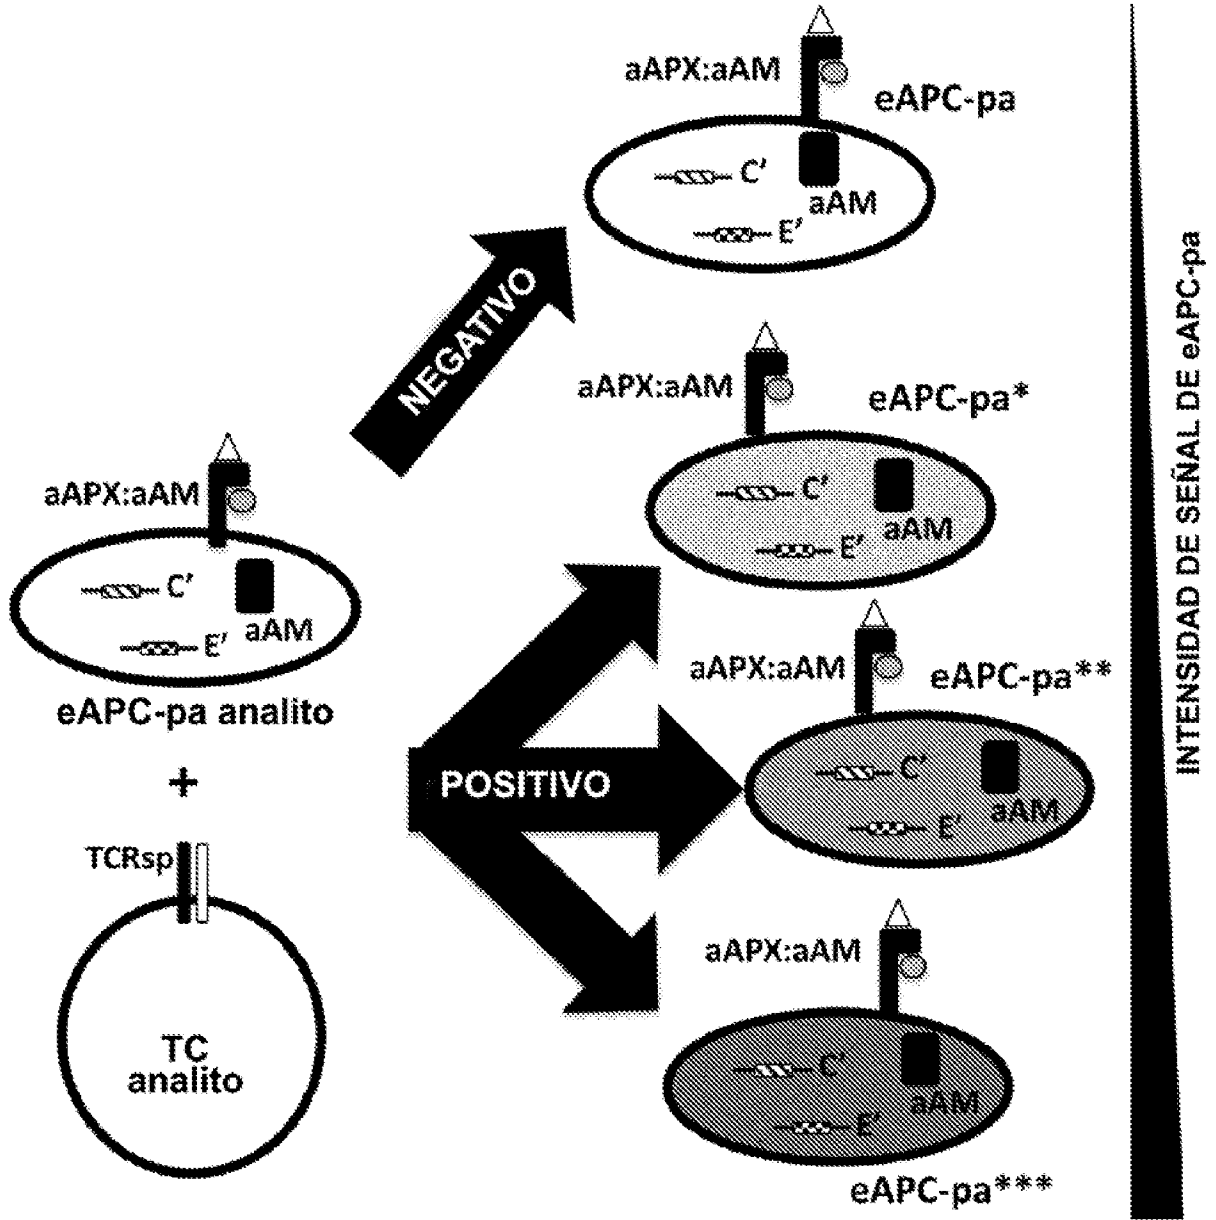 aAPX:aAM
eAPC-pa
C'
aAM
E'
NEGATIVO
aAPX:aAM
eAPC-pa*
C'
aAM
E'
aAPX:aAM
C'
aAM
E'
eAPC-pa analito
+
TCRsp
TC
analito
POSITIVO
aAPX:aAM
eAPC-pa**
C'
aAM
E'
aAPX:aAM
C'
aAM
E'
eAPC-pa***
INTENSIDAD DE SEÑAL DE eAPC-pa